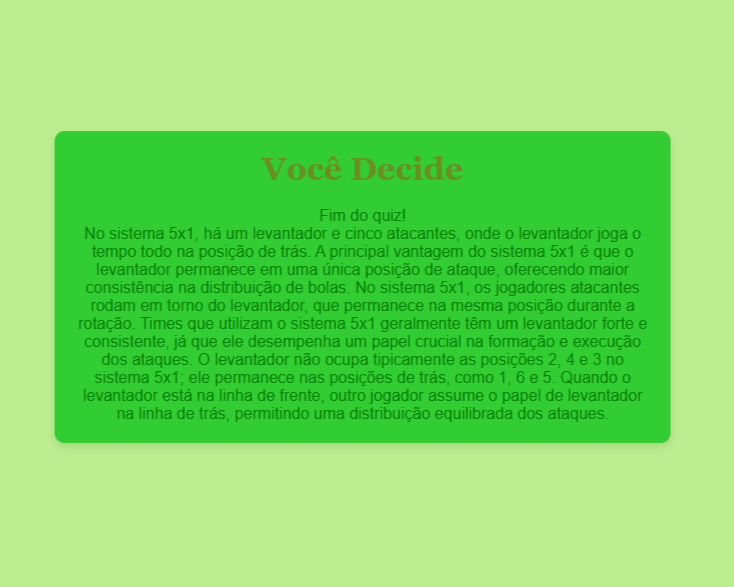 Você Decide
Fim do quiz!
No sistema 5x1, há um levantador e cinco atacantes, onde o levantador joga o
tempo todo na posição de trás. A principal vantagem do sistema 5x1 é que o
levantador permanece em uma única posição de ataque, oferecendo maior
consistência na distribuição de bolas. No sistema 5x1, os jogadores atacantes
rodam em torno do levantador, que permanece na mesma posição durante a
rotação. Times que utilizam o sistema 5x1 geralmente têm um levantador forte e
consistente, já que ele desempenha um papel crucial na formação e execução
dos ataques. O levantador não ocupa tipicamente as posições 2, 4 e 3 no
sistema 5x1; ele permanece nas posições de trás, como 1, 6 e 5. Quando o
levantador está na linha de frente, outro jogador assume o papel de levantador
na linha de trás, permitindo uma distribuição equilibrada dos ataques.